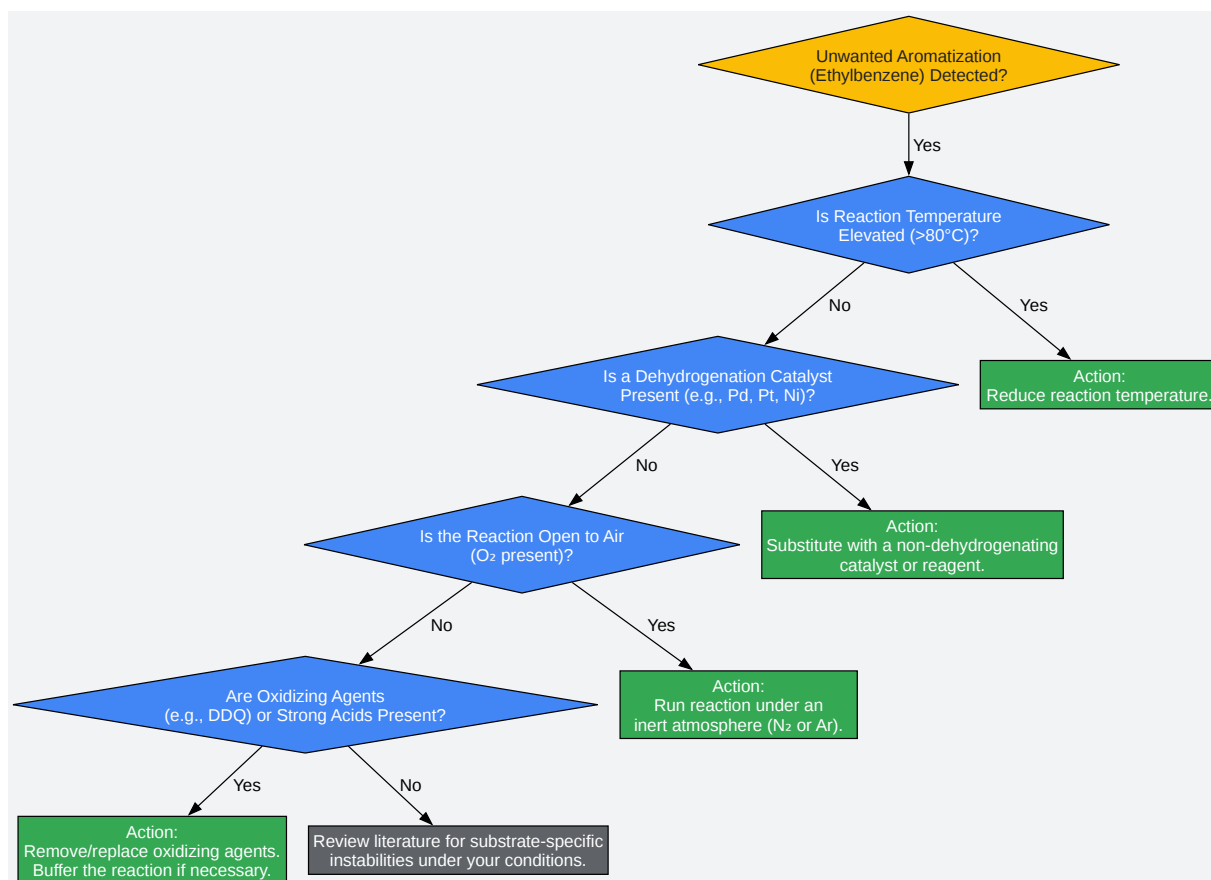 Unwanted Aromatization
(Ethylbenzene) Detected?
Yes
Is Reaction Temperature
Elevated (>80°C)?
No
Yes
Is a Dehydrogenation Catalyst
Present (e.g., Pd, Pt, Ni)?
Action:
Reduce reaction temperature.
No
Yes
Is the Reaction Open to Air
(O₂ present)?
Action:
Substitute with a non-dehydrogenating
catalyst or reagent.
No
Yes
Are Oxidizing Agents
(e.g., DDQ) or Strong Acids Present?
Action:
Run reaction under an
inert atmosphere (N₂ or Ar).
Yes
No
Action:
Remove/replace oxidizing agents.
Buffer the reaction if necessary.
Review literature for substrate-specific
instabilities under your conditions.